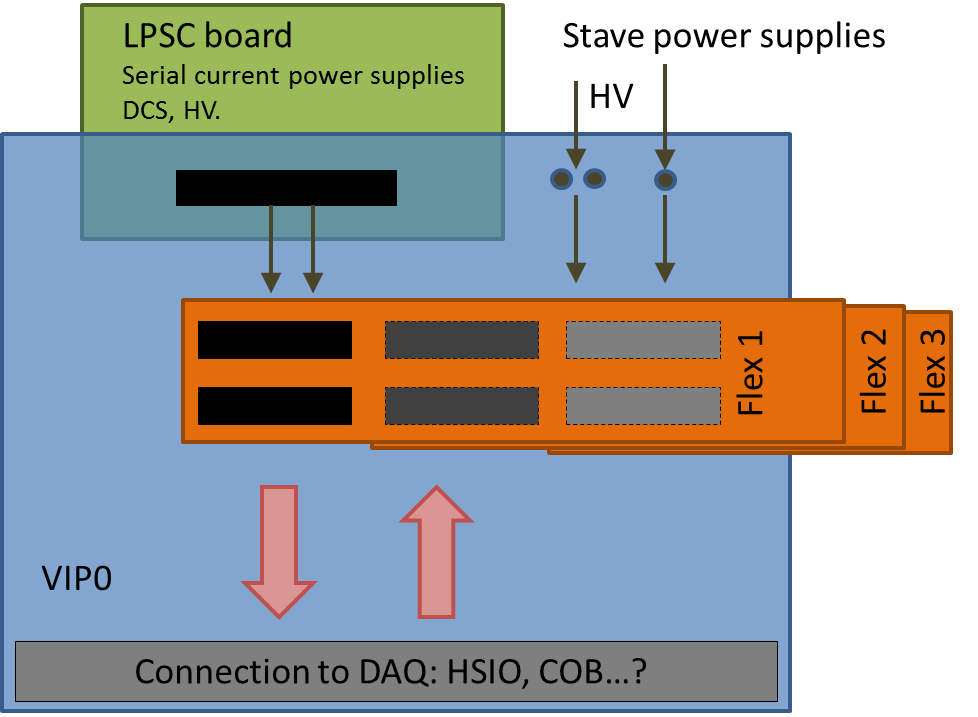 LPSC board
Serial current power supplies
DCS, HV.
Stave power supplies
HV
Flex 1
Flex 2
Flex 3
VIP0
Connection to DAQ: HSIO, COB...?